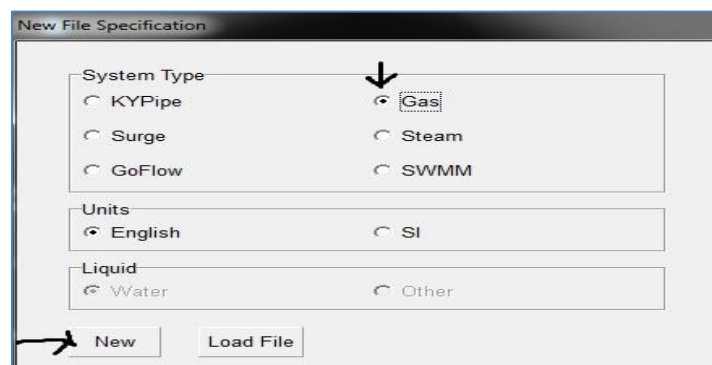 New File Specification
System Type
KYPipe Gas
Surge Steam
GoFlow SWMM
Units
English SI
Liquid
Water Other
New Load File